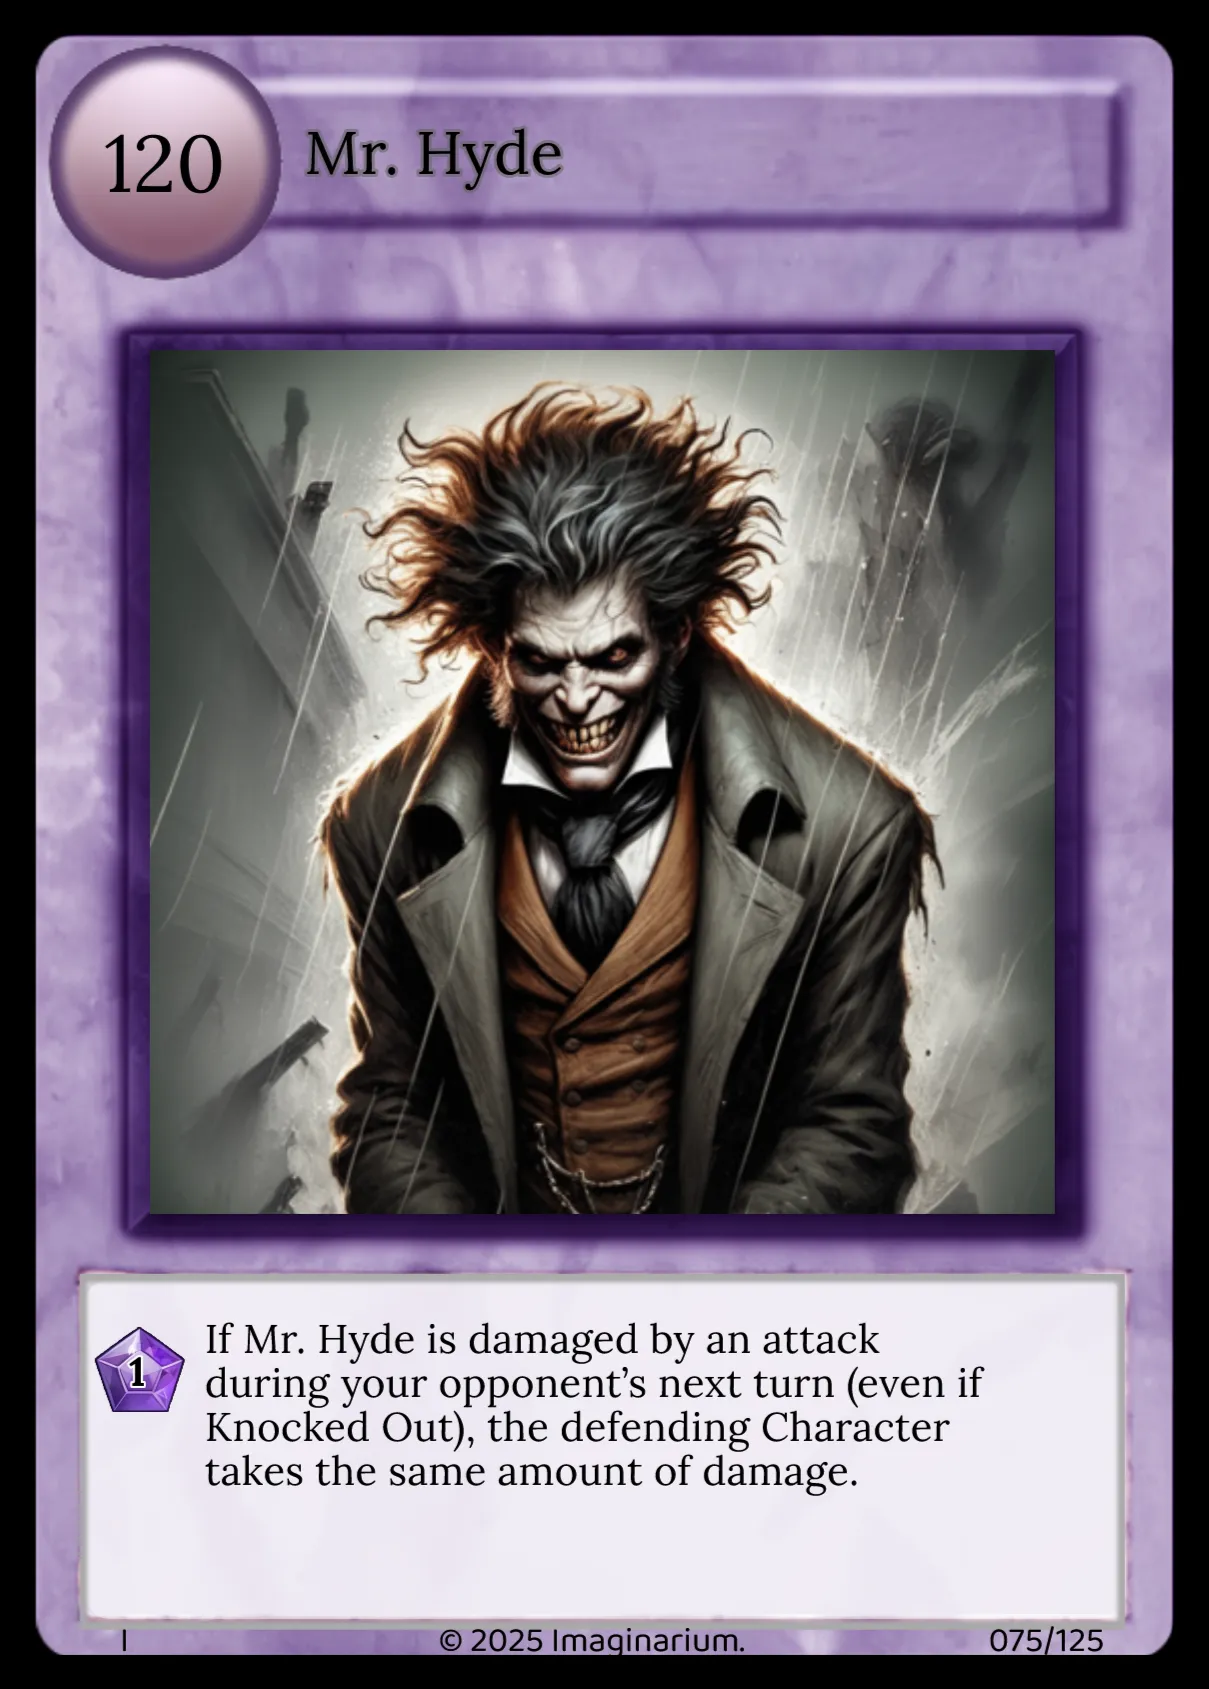 120
Mr. Hyde
1
If Mr. Hyde is damaged by an attack
during your opponent's next turn (even if
Knocked Out), the defending Character
takes the same amount of damage.
I
© 2025 Imaginarium.
075/125